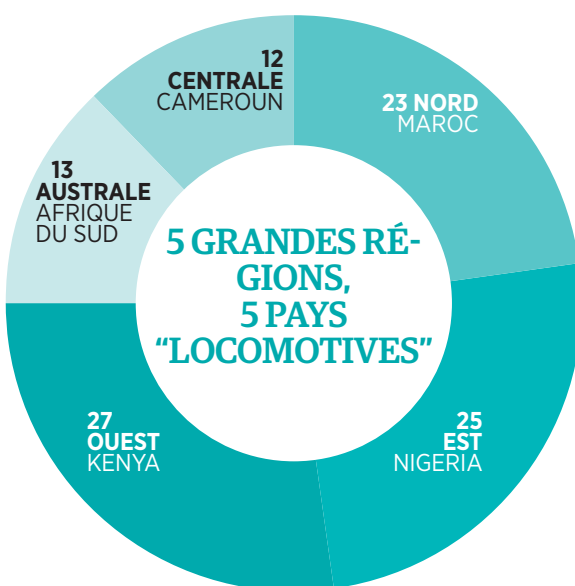 12
CENTRALE
CAMEROUN
23 NORD
MAROC
13
AUSTRALE
AFRIQUE
DU SUD
5 GRANDES RÉ-
GIONS,
5 PAYS
“LOCOMOTIVES”
27
OUEST
KENYA
25
EST
NIGERIA